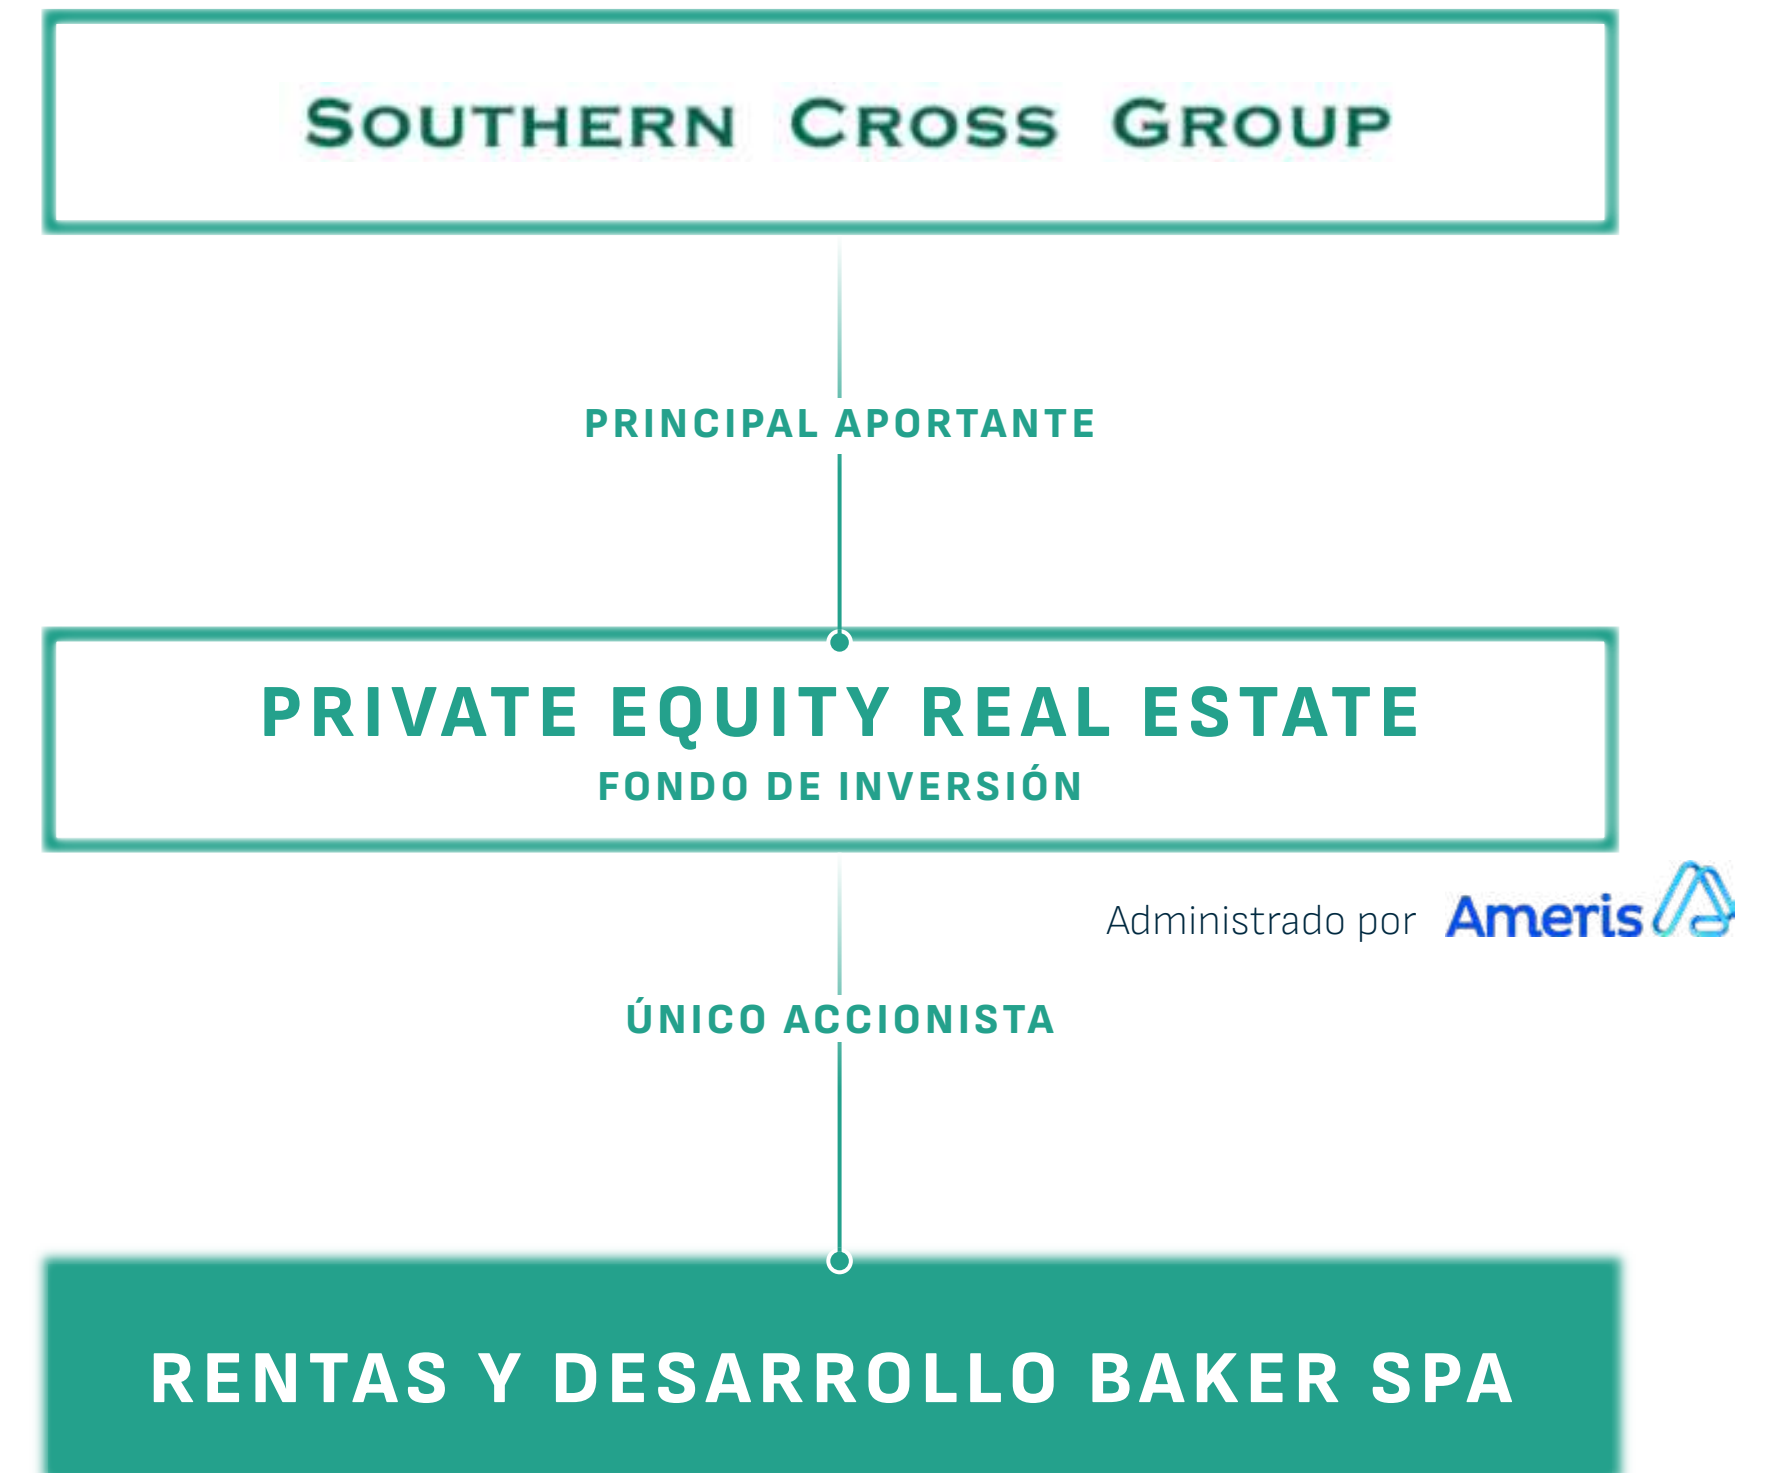 SOUTHERN CROSS GROUP
PRINCIPAL APORTANTE
PRIVATE EQUITY REAL ESTATE
FONDO DE INVERSIÓN
Administrado por Ameris
ÚNICO ACCIONISTA
RENTAS Y DESARROLLO BAKER SPA